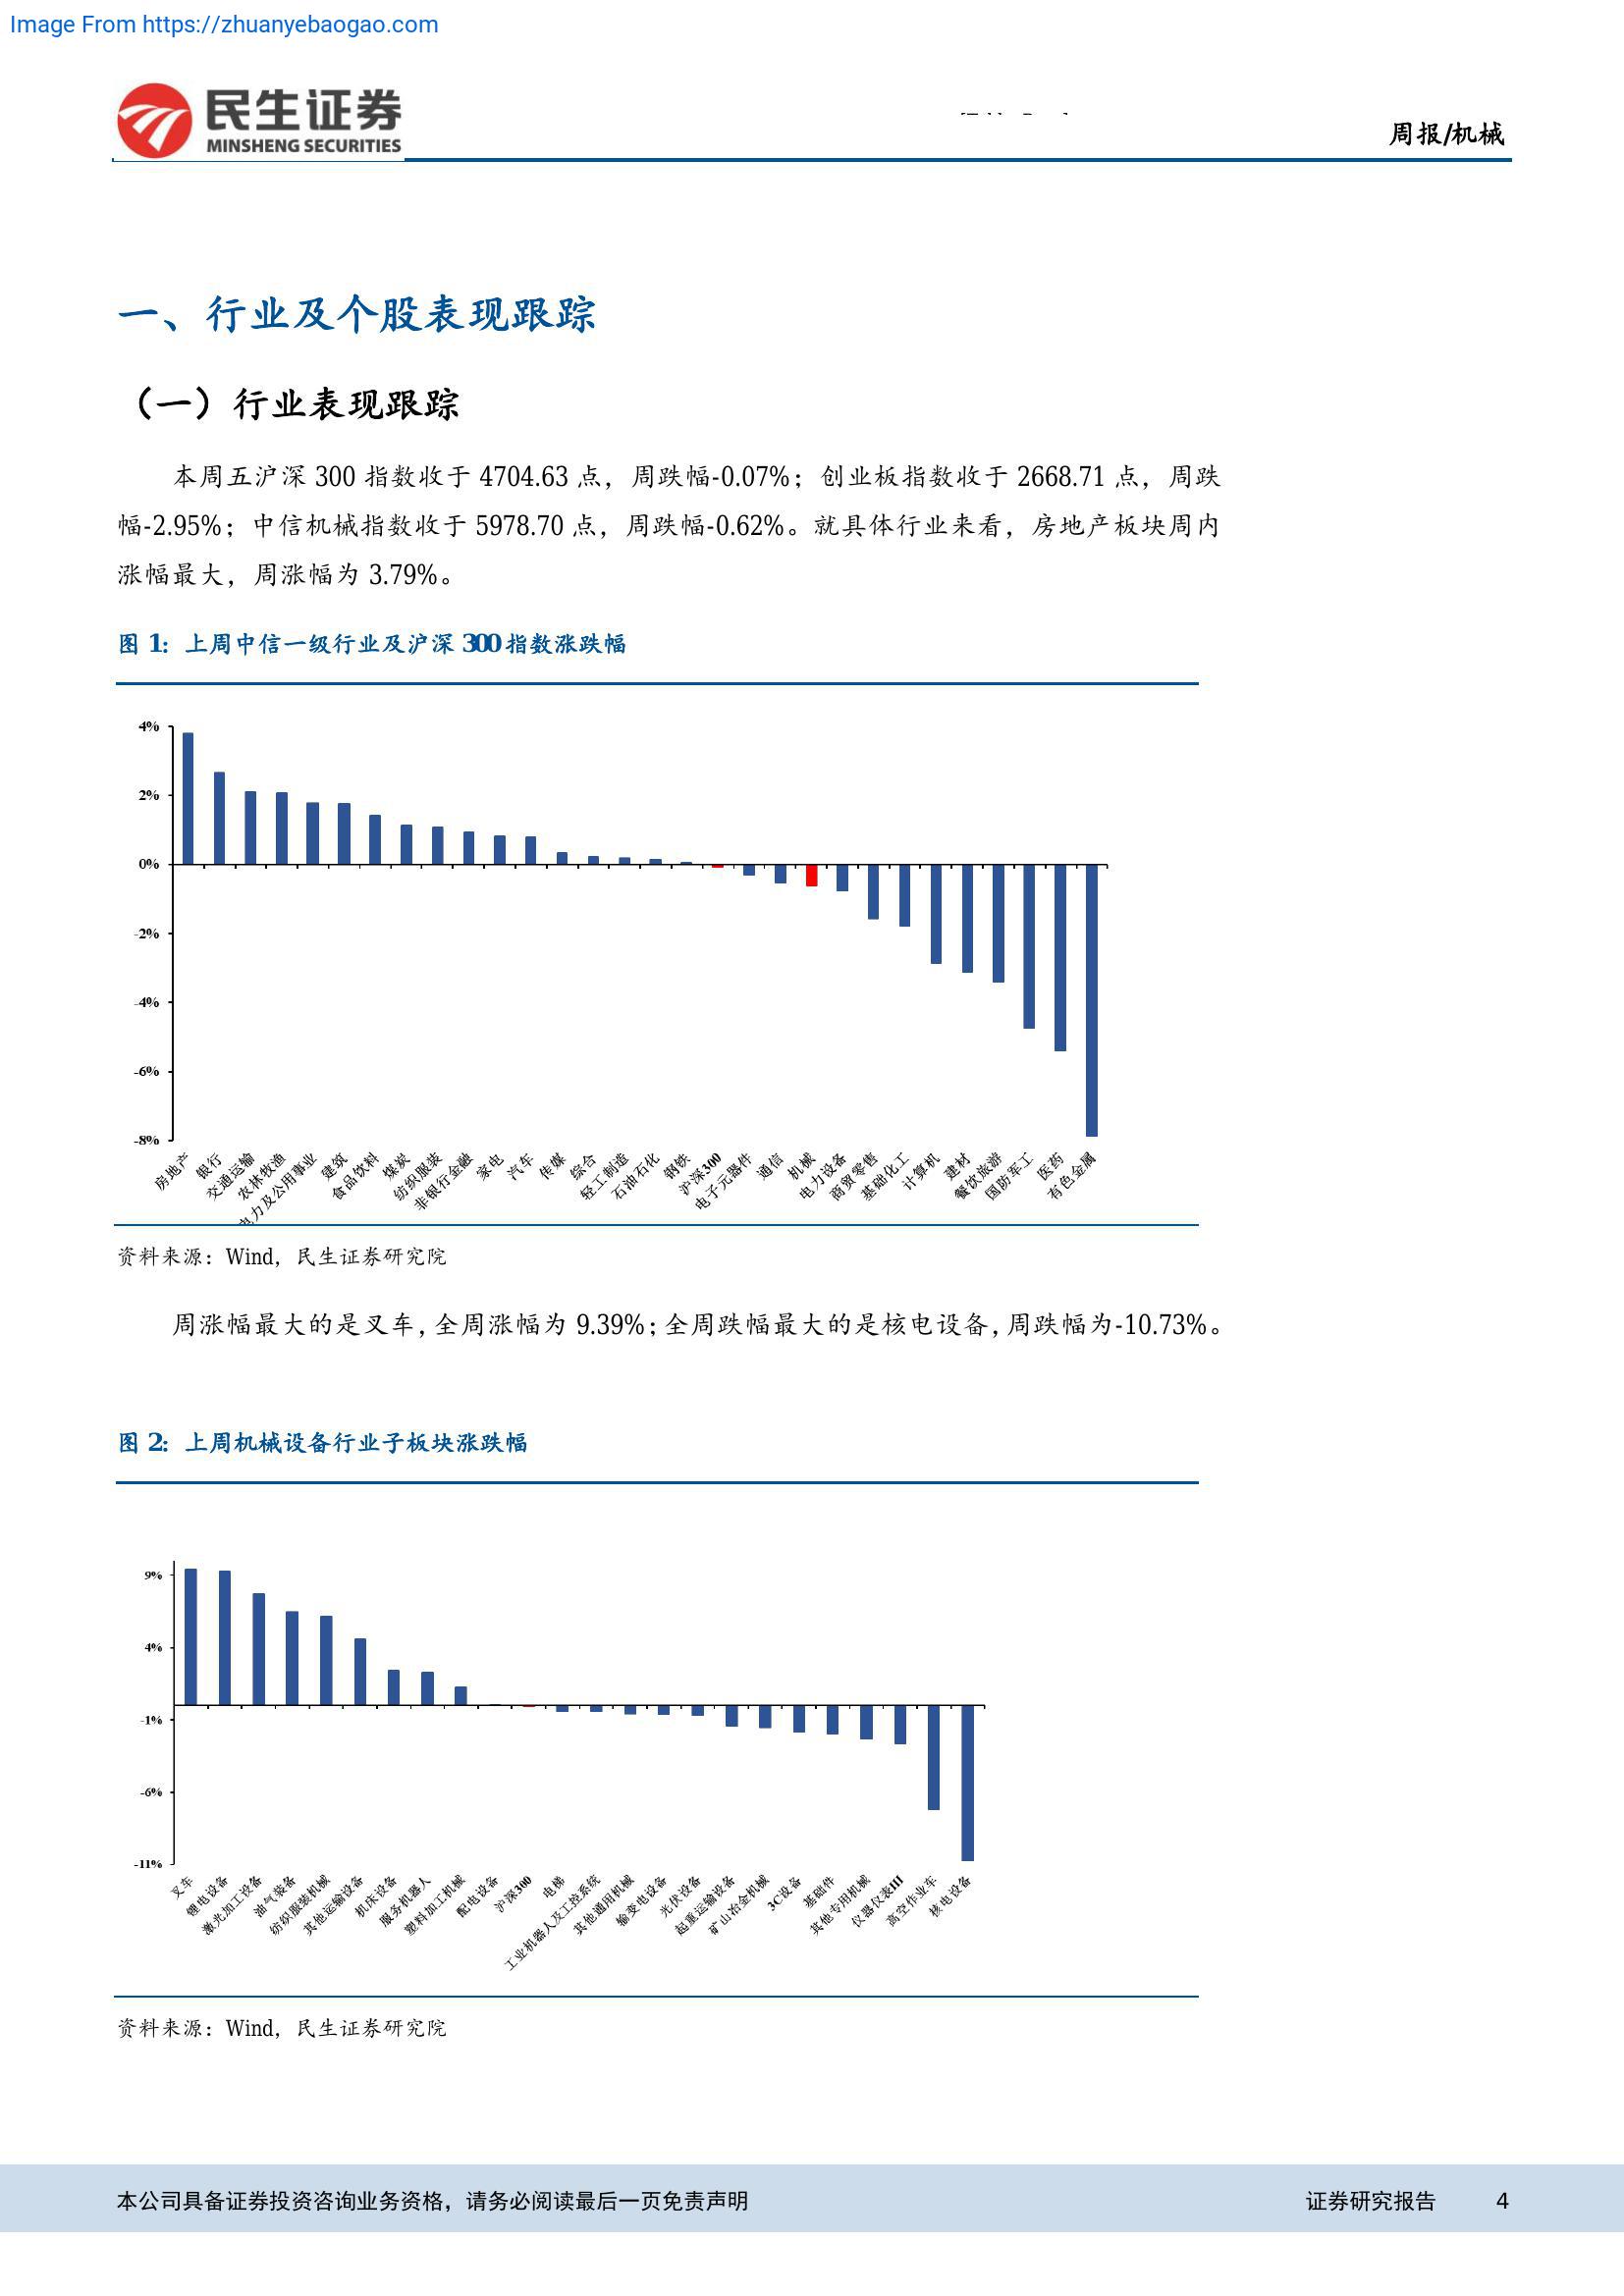 Image From https://zhuanyebaogao.com
民生证券
MINSHENG SECURITIES
周报/机械
一、行业及个股表现跟踪
（一）行业表现跟踪
本周五沪深 300 指数收于 4704.63 点，周跌幅-0.07%；创业板指数收于 2668.71 点，周跌
幅-2.95%；中信机械指数收于 5978.70 点，周跌幅-0.62%。就具体行业来看，房地产板块周内
涨幅最大，周涨幅为 3.79%。
图 1：上周中信一级行业及沪深 300 指数涨跌幅
4%
2%
0%
-2%
-4%
-6%
-8%
房地产
银行
交通运输
农林牧渔
电力及公用事业
建筑
食品饮料
煤炭
纺织服装
非银行金融
家电
汽车
传媒
综合
轻工制造
石油石化
钢铁
沪深300
电子元器件
通信
机械
电力设备
商贸零售
基础化工
计算机
建材
餐饮旅游
国防军工
医药
有色金属
资料来源：Wind，民生证券研究院
周涨幅最大的是叉车，全周涨幅为 9.39%；全周跌幅最大的是核电设备，周跌幅为-10.73%。
图 2：上周机械设备行业子板块涨跌幅
9%
4%
-1%
-6%
-11%
叉车
锂电设备
激光加工设备
油气装备
纺织服装机械
其他运输设备
机床设备
服务机器人
塑料加工机械
配电设备
沪深300
电梯
工业机器人及工控系统
其他通用机械
输变电设备
光伏设备
起重运输设备
矿山冶金机械
3C设备
基础件
其他专用机械
仪器仪表III
高空作业车
核电设备
资料来源：Wind，民生证券研究院
本公司具备证券投资咨询业务资格，请务必阅读最后一页免责声明
证券研究报告 4